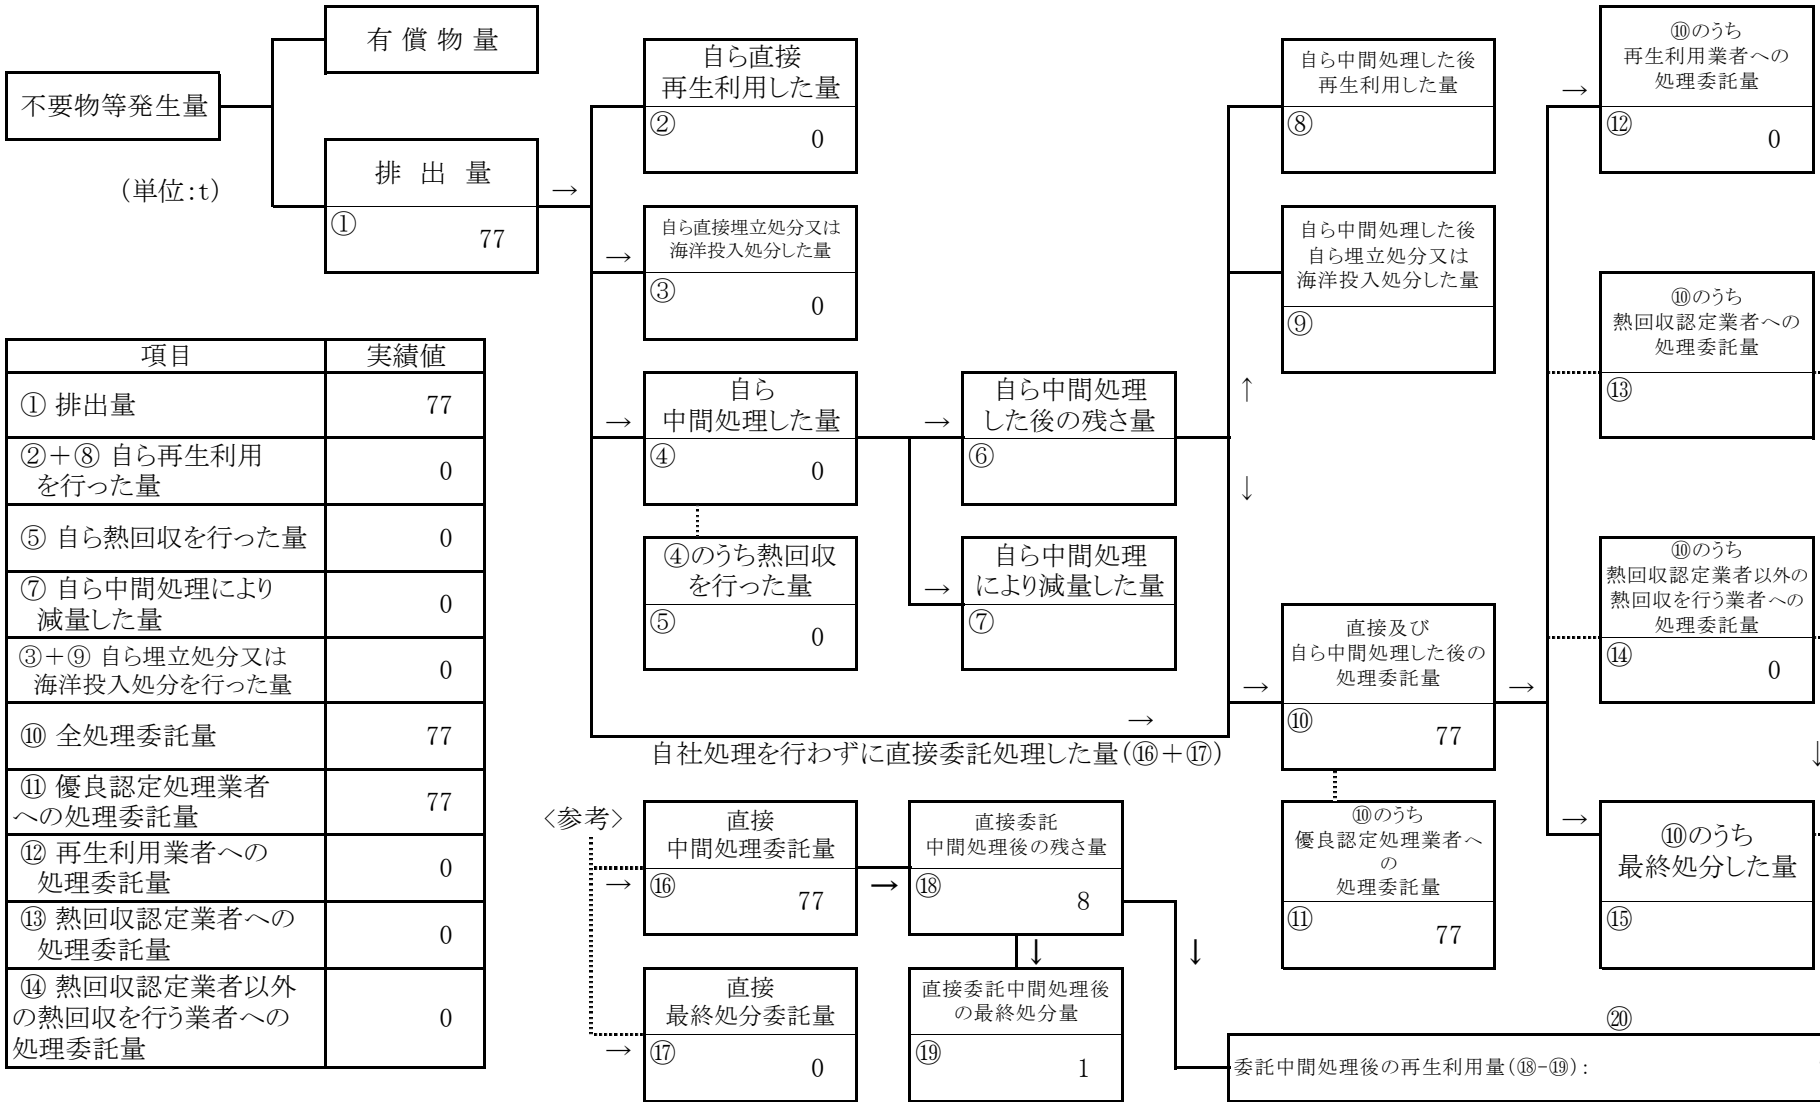 不要物等発生量
(単位:t)
有償物量
排出量
①
77
→
自ら直接
再生利用した量
②
0
→
自ら直接埋立処分又は
海洋投入処分した量
③
0
→
自ら
中間処理した量
④
0
④のうち熱回収
を行った量
⑤
0
→
自ら中間処理
した後の残さ量
⑥
→
自ら中間処理
により減量した量
⑦
↑
↓
自ら中間処理した後
再生利用した量
⑧
自ら中間処理した後
自ら埋立処分又は
海洋投入処分した量
⑨
→
自社処理を行わずに直接委託処理した量(⑯+⑰)
→
直接及び
自ら中間処理した後の
処理委託量
⑩
77
⑩のうち
優良認定処理業者へ
の
処理委託量
⑪
77
→
→
⑩のうち
再生利用業者への
処理委託量
⑫
0
⑩のうち
熱回収認定業者への
処理委託量
⑬
⑩のうち
熱回収認定業者以外の
熱回収を行う業者への
処理委託量
⑭
0
↓
→
⑩のうち
最終処分した量
⑮
項目 実績値
① 排出量 77
②+⑧ 自ら再生利用
を行った量 0
⑤ 自ら熱回収を行った量 0
⑦ 自ら中間処理により
減量した量 0
③+⑨ 自ら埋立処分又は
海洋投入処分を行った量 0
⑩ 全処理委託量 77
⑪ 優良認定処理業者
への処理委託量 77
⑫ 再生利用業者への
処理委託量 0
⑬ 熱回収認定業者への
処理委託量 0
⑭ 熱回収認定業者以外
の熱回収を行う業者への
処理委託量 0
<参考>
→
直接
中間処理委託量
⑯
77
→
直接
最終処分委託量
⑰
0
→
直接委託
中間処理後の残さ量
⑱
8
↓
直接委託中間処理後
の最終処分量
⑲
1
↓
⑳
委託中間処理後の再生利用量(⑱-⑲):